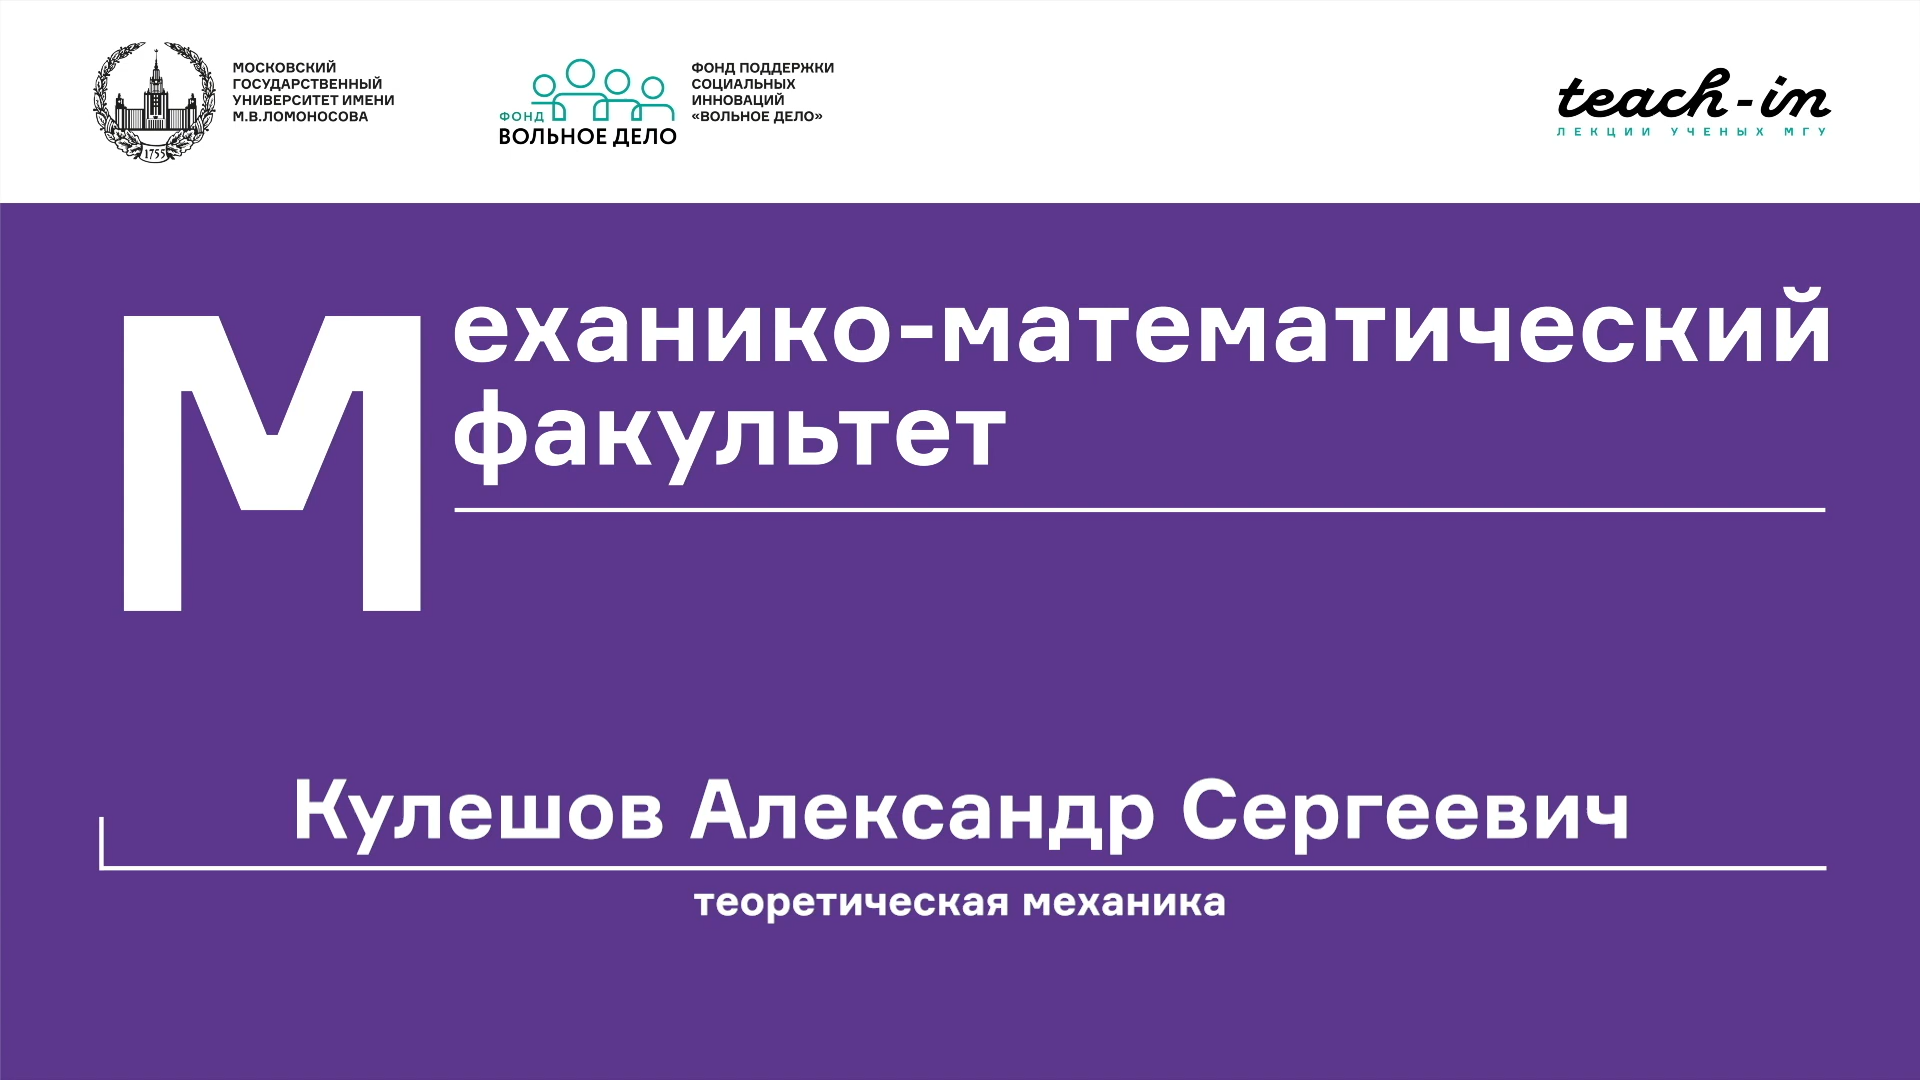 МОСКОВСКИЙ
ГОСУДАРСТВЕННЫЙ
УНИВЕРСИТЕТ ИМЕНИ
М.В.ЛОМОНОСОВА
1755
ФОНД
ВОЛЬНОЕ ДЕЛО
ФОНД ПОДДЕРЖКИ
СОЦИАЛЬНЫХ
ИННОВАЦИЙ
«ВОЛЬНОЕ ДЕЛО»
teach-in
ЛЕКЦИИ УЧЕНЫХ МГУ
Механико-математический
факультет
Кулешов Александр Сергеевич
теоретическая механика